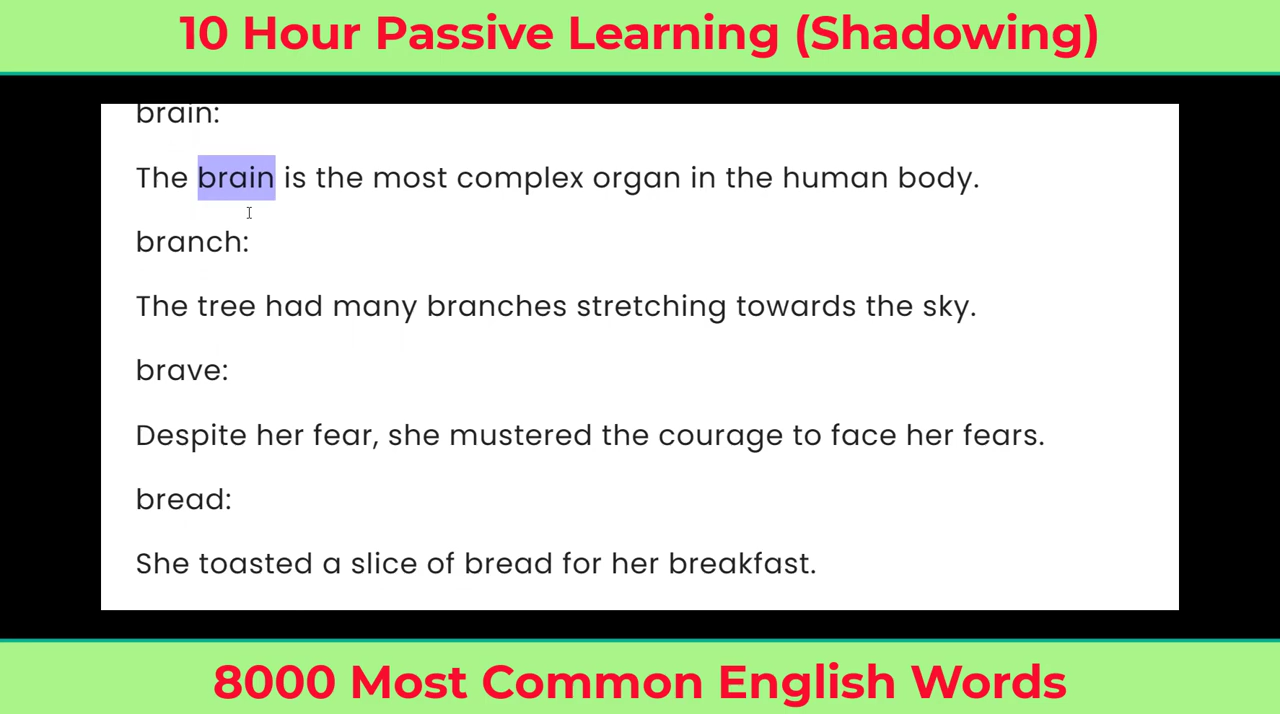 10 Hour Passive Learning (Shadowing)
brain:
The brain is the most complex organ in the human body.
branch:
The tree had many branches stretching towards the sky.
brave:
Despite her fear, she mustered the courage to face her fears.
bread:
She toasted a slice of bread for her breakfast.
8000 Most Common English Words